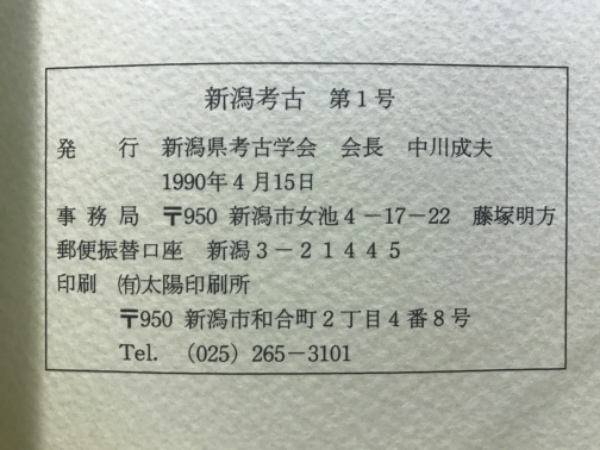 新潟考古　第1号
発　　行　新潟県考古学会　会長　中川成夫
1990年4月15日
事 務 局　〒950 新潟市女池4－17－22　藤塚明方
郵便振替口座　新潟3－21445
印刷　㈲太陽印刷所
〒950 新潟市和合町2丁目4番8号
Tel.　（025）265－3101